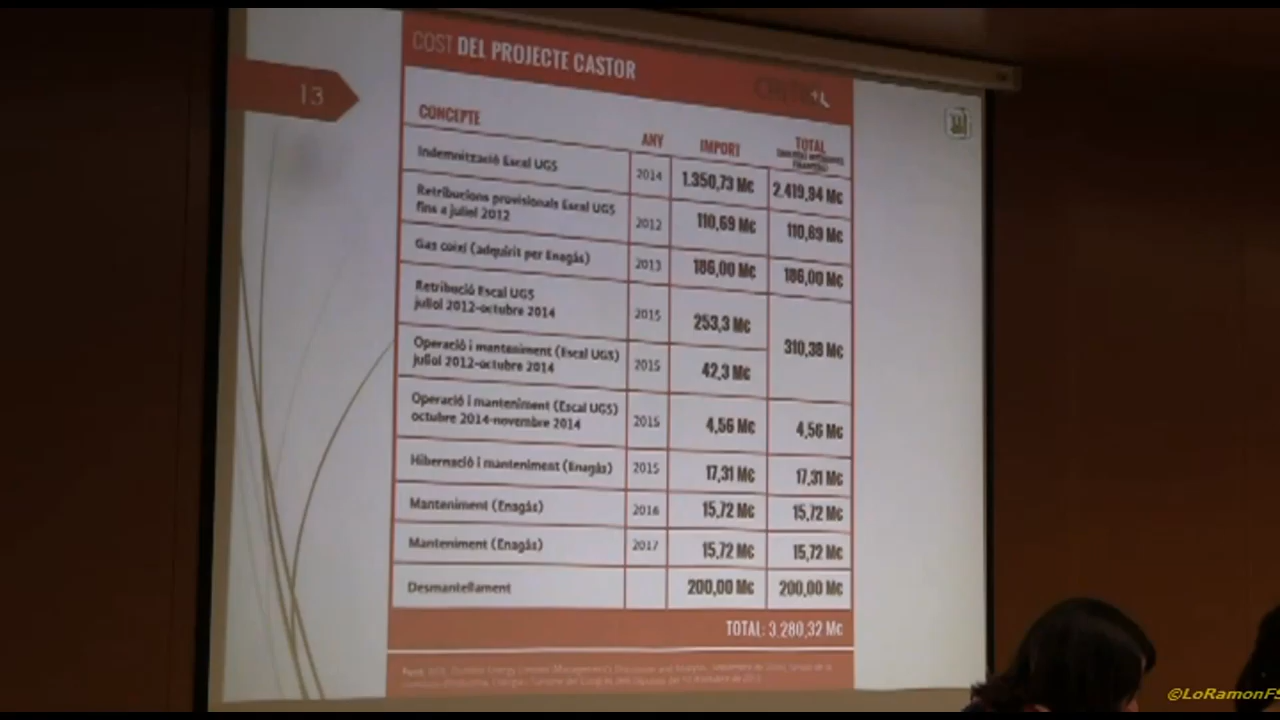 COST DEL PROJECTE CASTOR
13
CONCEPTE ANY IMPORT TOTAL
Indemnització Escal UGS 2014 1.350,73 M€ 2.419,94 M€
Retribucions provisionals Escal UGS
fins a juliol 2012 2012 110,69 M€ 110,69 M€
Gas coixí (adquirit per Enagás) 2013 186,00 M€ 186,00 M€
Retribució Escal UGS
juliol 2012-octubre 2014 2015 253,3 M€ 310,38 M€
Operació i manteniment (Escal UGS)
juliol 2012-octubre 2014 2015 42,3 M€
Operació i manteniment (Escal UGS)
octubre 2014-novembre 2014 2015 4,56 M€ 4,56 M€
Hibernació i manteniment (Enagás) 2015 17,31 M€ 17,31 M€
Manteniment (Enagás) 2016 15,72 M€ 15,72 M€
Manteniment (Enagás) 2017 15,72 M€ 15,72 M€
Desmantellament 200,00 M€ 200,00 M€
TOTAL: 3.280,32 M€
©LoRamonFS